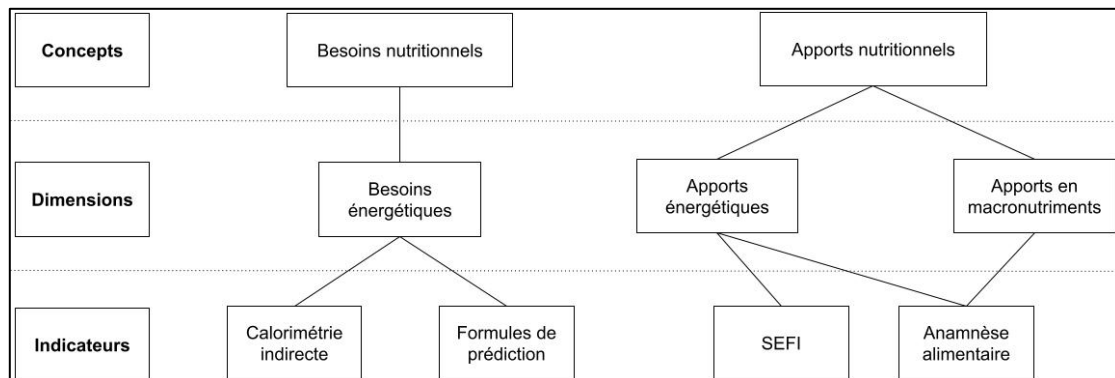 Concepts
Besoins nutritionnels
Apports nutritionnels
Dimensions
Besoins
énergétiques
Apports
énergétiques
Apports en
macronutriments
Indicateurs
Calorimétrie
indirecte
Formules de
prédiction
SEFI
Anamnèse
alimentaire